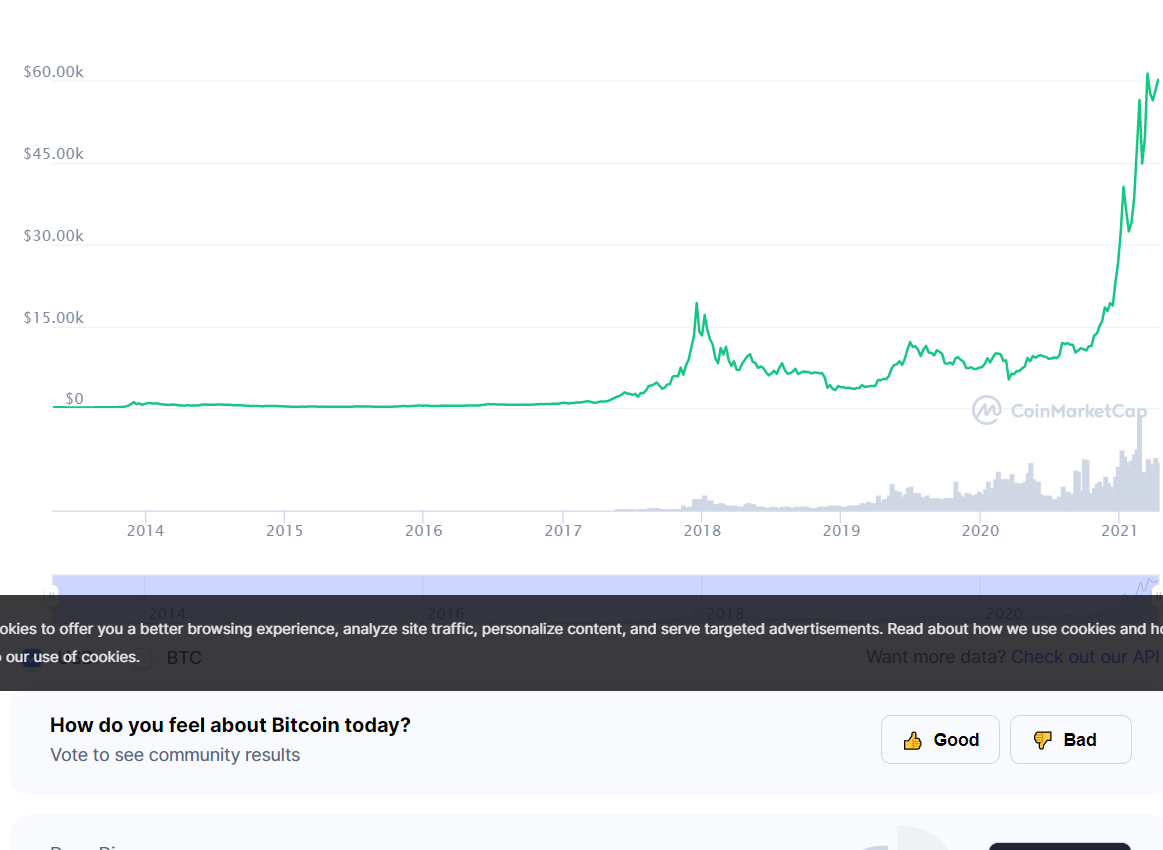 $60.00k
$45.00k
$30.00k
$15.00k
$0
CoinMarketCap
2014 2015 2016 2017 2018 2019 2020 2021
2014 2016 2018 2020
okies to offer you a better browsing experience, analyze site traffic, personalize content, and serve targeted advertisements. Read about how we use cookies and ho
our use of cookies.
USD BTC Want more data? Check out our API
How do you feel about Bitcoin today?
Vote to see community results
Good Bad